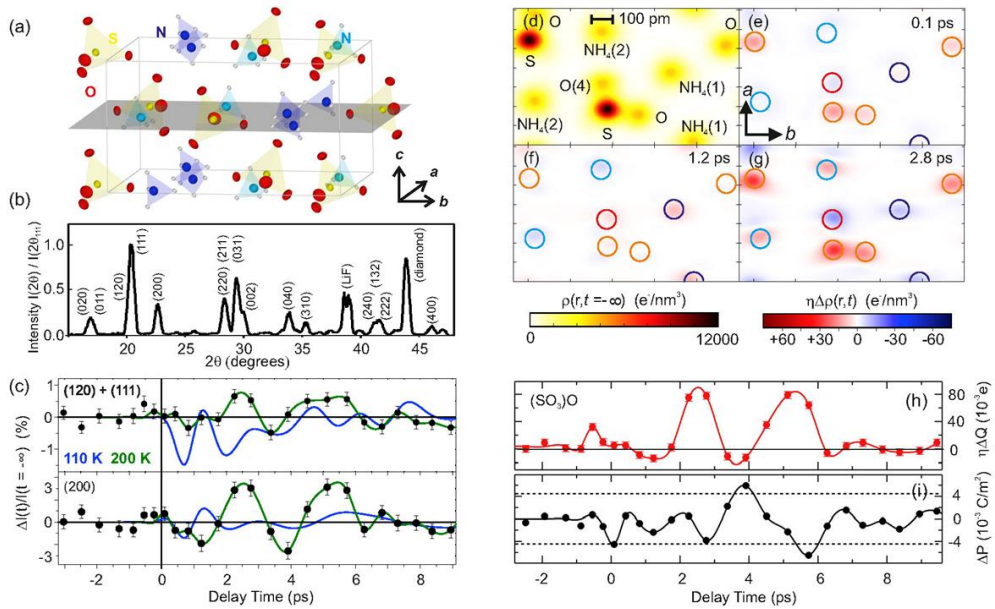 (a)
S
N
N
O
c
a
b
(b)
Intensity I(2θ) / I(2θ₁₁₁)
1.0
0.5
0.0
(020)
(011)
(120)
(111)
(200)
(220)
(211)
(031)
(002)
(040)
(310)
(LiF)
(240)
(132)
(222)
(diamond)
(400)
20 25 30 35 40 45
2θ (degrees)
(c)
(120) + (111)
110 K 200 K
1
0
-1
ΔI(t)/I(t = -∞) (%)
(200)
3
0
-3
-2 0 2 4 6 8
Delay Time (ps)
(d) O 100 pm O
S NH₄(2)
O(4) NH₄(1)
NH₄(2) S O NH₄(1)
(e) 0.1 ps
a
b
(f) 1.2 ps
(g) 2.8 ps
ρ(r,t =-∞) (e⁻/nm³)
0 12000
ηΔρ(r,t) (e⁻/nm³)
+60 +30 0 -30 -60
(SO₃)O (h)
80
40
0
ηΔQ (10⁻³e)
(i)
4
0
-4
ΔP (10⁻³ C/m²)
-2 0 2 4 6 8
Delay Time (ps)